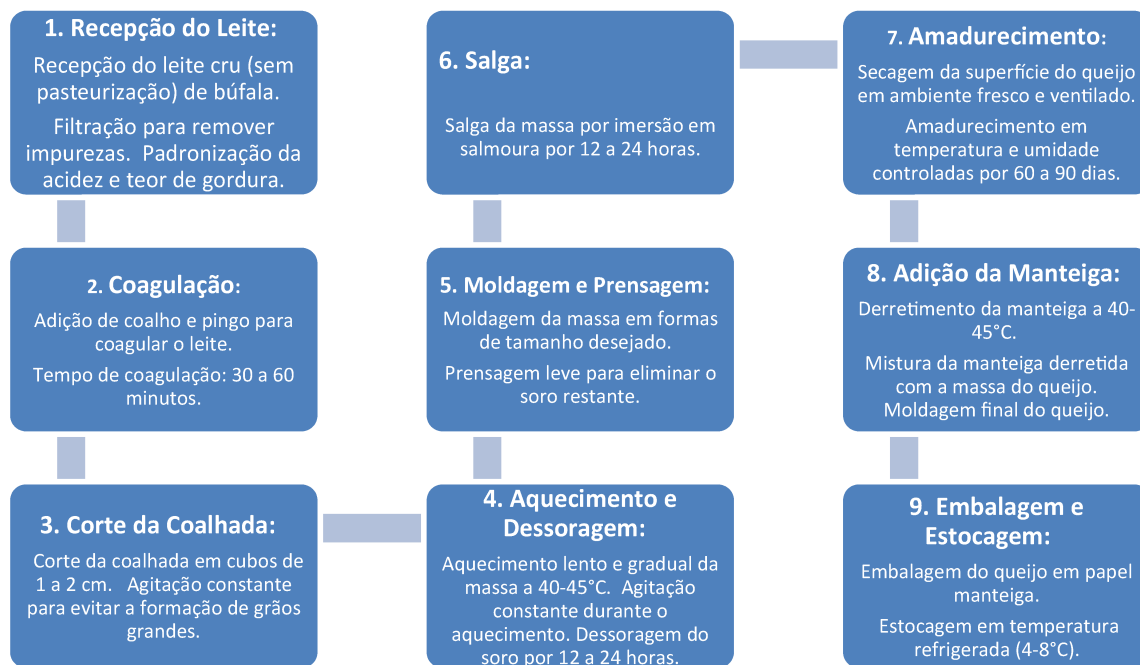 1. Recepção do Leite:
Recepção do leite cru (sem
pasteurização) de búfala.
Filtração para remover
impurezas. Padronização da
acidez e teor de gordura.
2. Coagulação:
Adição de coalho e pingo para
coagular o leite.
Tempo de coagulação: 30 a 60
minutos.
3. Corte da Coalhada:
Corte da coalhada em cubos de
1 a 2 cm. Agitação constante
para evitar a formação de grãos
grandes.
4. Aquecimento e
Dessoragem:
Aquecimento lento e gradual da
massa a 40-45°C. Agitação
constante durante o
aquecimento. Dessoragem do
soro por 12 a 24 horas.
5. Moldagem e Prensagem:
Moldagem da massa em formas
de tamanho desejado.
Prensagem leve para eliminar o
soro restante.
6. Salga:
Salga da massa por imersão em
salmoura por 12 a 24 horas.
7. Amadurecimento:
Secagem da superfície do queijo
em ambiente fresco e ventilado.
Amadurecimento em
temperatura e umidade
controladas por 60 a 90 dias.
8. Adição da Manteiga:
Derretimento da manteiga a 40-
45°C.
Mistura da manteiga derretida
com a massa do queijo.
Moldagem final do queijo.
9. Embalagem e
Estocagem:
Embalagem do queijo em papel
manteiga.
Estocagem em temperatura
refrigerada (4-8°C).